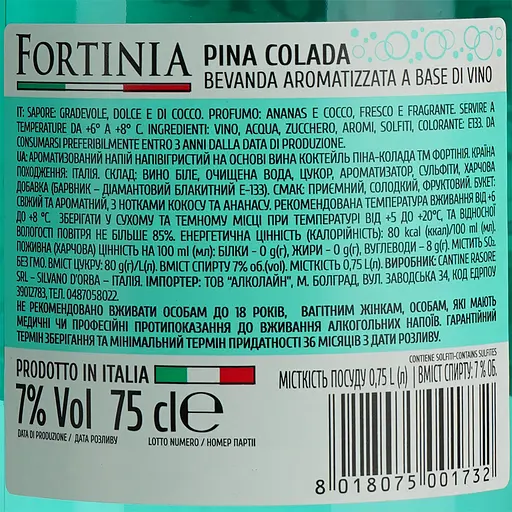 FORTINIA PINA COLADA
BEVANDA AROMATIZZATA A BASE DI VINO
IT: SAPORE: GRADEVOLE, DOLCE E DI COCCO. PROFUMO: ANANAS E COCCO, FRESCO E FRAGRANTE. SERVIRE A
TEMPERATURE DA +6° A +8° C. INGREDIENTI: VINO, ACQUA, ZUCCHERO, AROMI, SOLFITI, COLORANTE: E133. DA
CONSUMARSI PREFERIBILMENTE ENTRO 3 ANNI DALLA DATA DI PRODUZIONE.
UA: АРОМАТИЗОВАНИЙ НАПІЙ НАПІВІГРИСТИЙ НА ОСНОВІ ВИНА КОКТЕЙЛЬ ПІНА-КОЛАДА ТМ ФОРТІНІЯ. КРАЇНА
ПОХОДЖЕННЯ: ІТАЛІЯ. СКЛАД: ВИНО БІЛЕ, ОЧИЩЕНА ВОДА, ЦУКОР, АРОМАТИЗАТОР, СУЛЬФІТИ, ХАРЧОВА
ДОБАВКА (БАРВНИК – ДІАМАНТОВИЙ БЛАКИТНИЙ Е-133). СМАК: ПРИЄМНИЙ, СОЛОДКИЙ, ФРУКТОВИЙ. БУКЕТ:
СВІЖИЙ ТА АРОМАТНИЙ, З НОТКАМИ КОКОСУ ТА АНАНАСУ. РЕКОМЕНДОВАНА ТЕМПЕРАТУРА ВЖИВАННЯ +6
ДО +8 °С. ЗБЕРІГАТИ У СУХОМУ ТА ТЕМНОМУ МІСЦІ ПРИ ТЕМПЕРАТУРІ ВІД +5 ДО +20°С, ТА ВІДНОСНОЇ
ВОЛОГОСТІ ПОВІТРЯ НЕ БІЛЬШЕ 85%. ЕНЕРГЕТИЧНА ЦІННІСТЬ (КАЛОРІЙНІСТЬ): 80 kcal (ккал)/100 ml (мл).
ПОЖИВНА (ХАРЧОВА) ЦІННІСТЬ НА 100 ml (мл): БІЛКИ – 0 g(г), ЖИРИ – 0 g(г), ВУГЛЕВОДИ – 8 g(г). МІСТИТЬ SO₂.
БЕЗ ГМО. ВМІСТ ЦУКРУ: 80 g(г)/L(л). ВМІСТ СПИРТУ 7% об.(vol). МІСТКІСТЬ 0,75 L(л). ВИРОБНИК: CANTINE RASORE
SRL – SILVANO D'ORBA – ІТАЛІЯ. ІМПОРТЕР: ТОВ "АЛКОЛАЙН", М. БОЛГРАД, ВУЛ. ЗАВОДСЬКА 34, КОД ЄДРПОУ
39012783, ТЕЛ. 0487058022.
НЕ РЕКОМЕНДОВАНО ВЖИВАТИ ОСОБАМ ДО 18 РОКІВ, ВАГІТНИМ ЖІНКАМ, ОСОБАМ, ЯКІ МАЮТЬ
МЕДИЧНІ ЧИ ПРОФЕСІЙНІ ПРОТИПОКАЗАННЯ ДО ВЖИВАННЯ АЛКОГОЛЬНИХ НАПОЇВ. ГАРАНТІЙНИЙ
ТЕРМІН ЗБЕРІГАННЯ ТА МІНІМАЛЬНИЙ ТЕРМІН ПРИДАТНОСТІ 36 МІСЯЦІВ З ДАТИ РОЗЛИВУ.
CONTIENE SOLFITI-CONTAINS SULFITES
PRODOTTO IN ITALIA
МІСТКІСТЬ ПОСУДУ 0,75 L (л) | ВМІСТ СПИРТУ: 7 % ОБ.
7% Vol 75 cl e
DATA DI PRODUZIONE / ДАТА РОЗЛИВУ LOTTO NUMERO / НОМЕР ПАРТІЇ
8 018075 001732